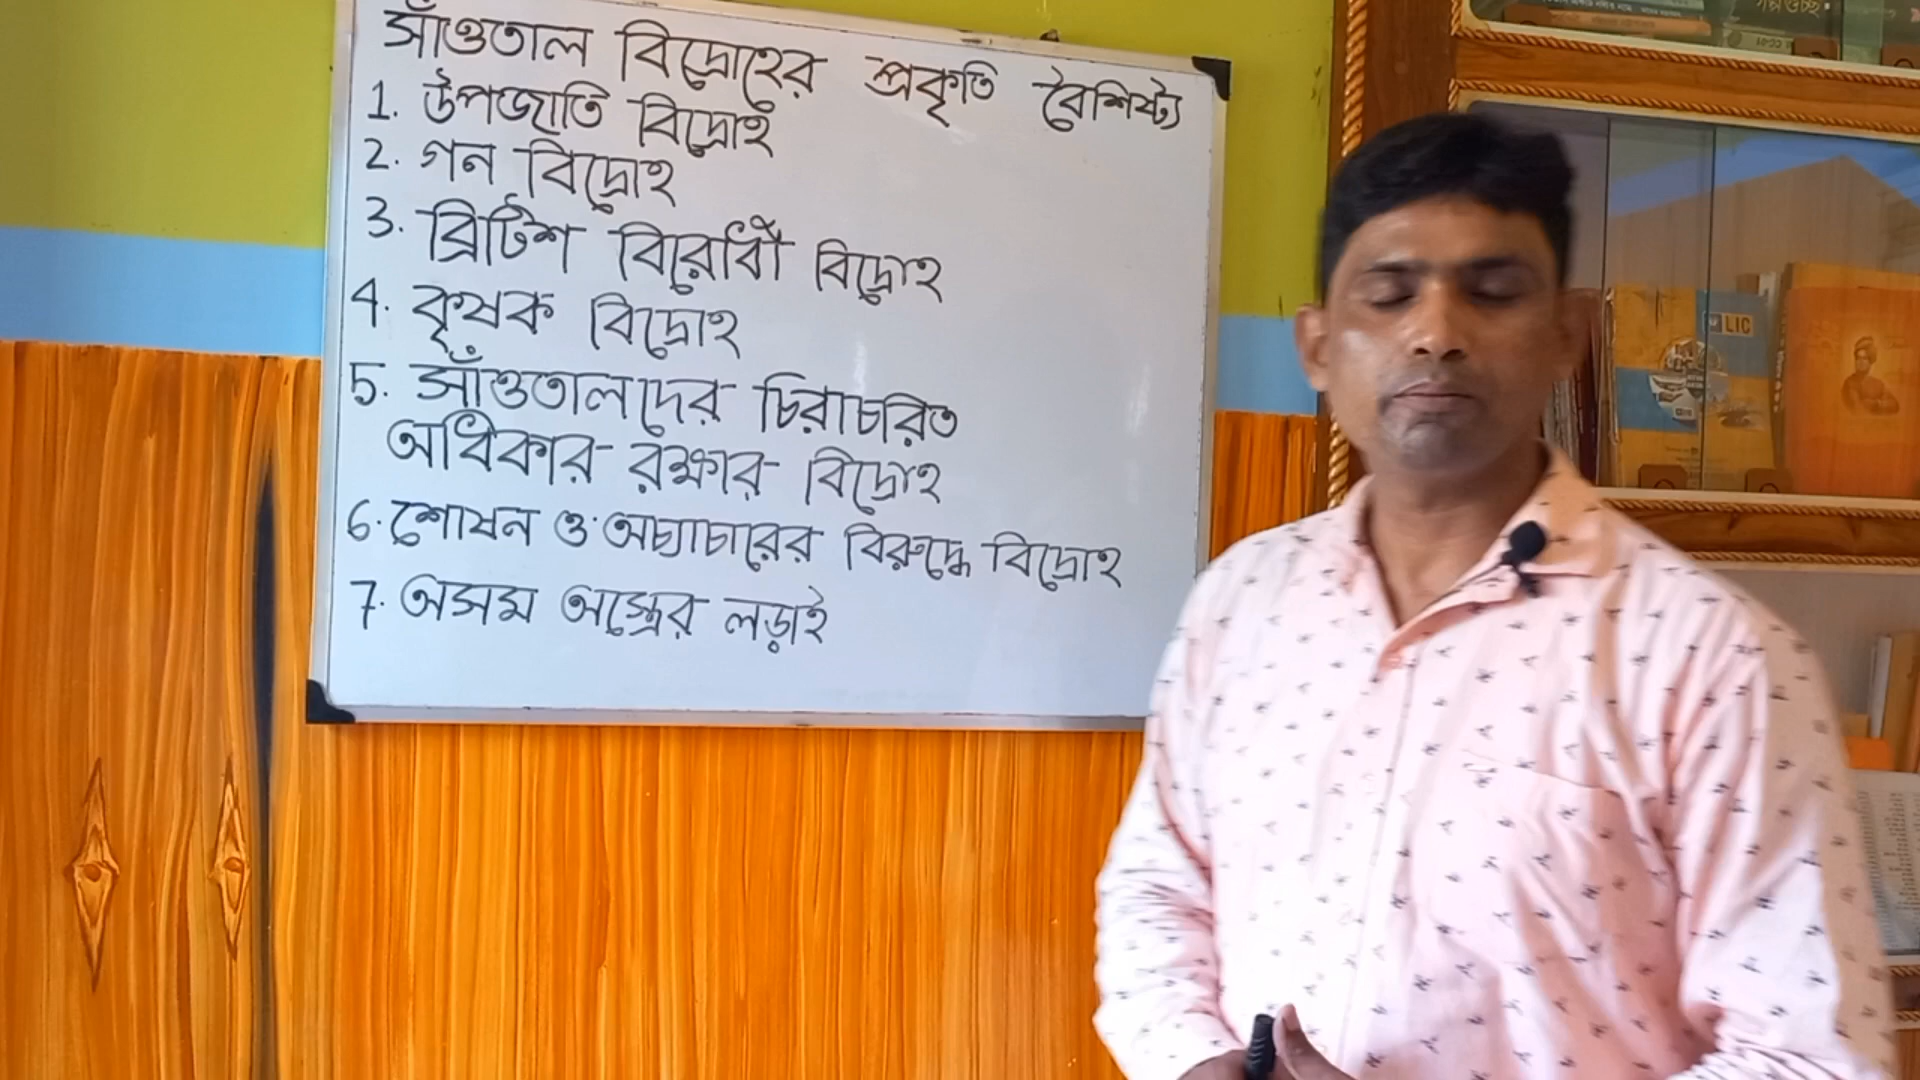 সাঁওতাল বিদ্রোহের প্রকৃতি বৈশিষ্ট্য
1. উপজাতি বিদ্রোহ
2. গন বিদ্রোহ
3. ব্রিটিশ বিরোধী বিদ্রোহ
4. কৃষক বিদ্রোহ
5. সাঁওতালদের চিরাচরিত
অধিকার রক্ষার বিদ্রোহ
6. শোষন ও অত্যাচারের বিরুদ্ধে বিদ্রোহ
7. অসম অস্ত্রের লড়াই
LIC